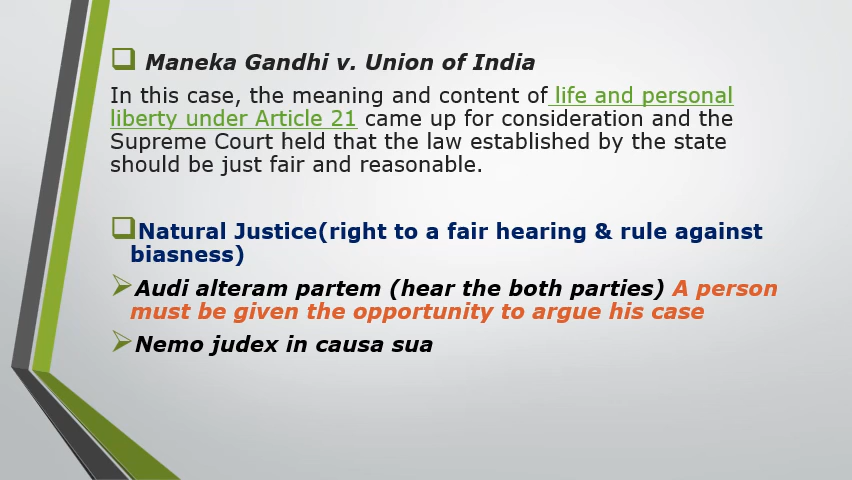 Maneka Gandhi v. Union of India
In this case, the meaning and content of life and personal
liberty under Article 21 came up for consideration and the
Supreme Court held that the law established by the state
should be just fair and reasonable.
Natural Justice(right to a fair hearing & rule against
biasness)
Audi alteram partem (hear the both parties) A person
must be given the opportunity to argue his case
Nemo judex in causa sua